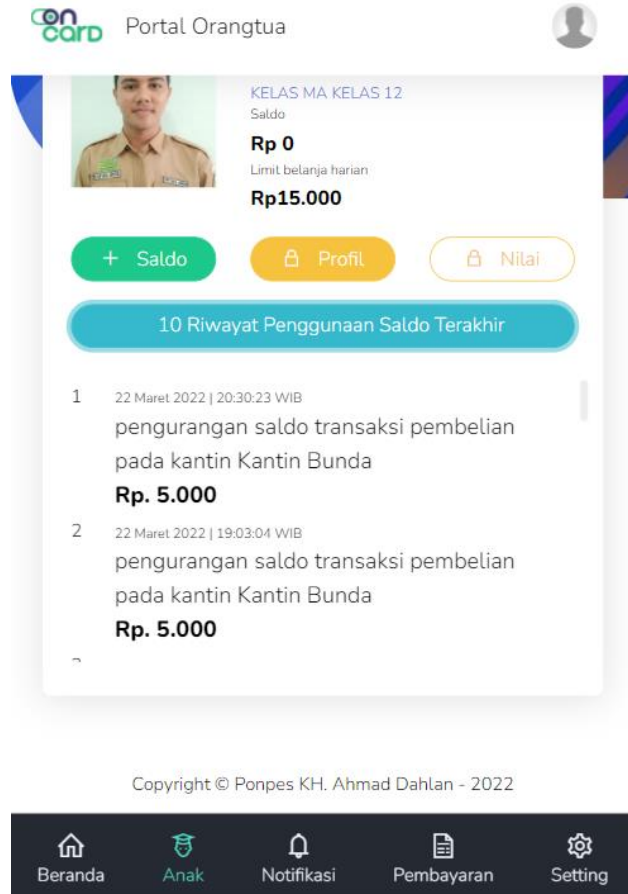 on card Portal Orangtua
KELAS MA KELAS 12
Saldo
Rp 0
Limit belanja harian
Rp15.000
+ Saldo
Profil
Nilai
10 Riwayat Penggunaan Saldo Terakhir
1 22 Maret 2022 | 20:30:23 WIB
pengurangan saldo transaksi pembelian
pada kantin Kantin Bunda
Rp. 5.000
2 22 Maret 2022 | 19:03:04 WIB
pengurangan saldo transaksi pembelian
pada kantin Kantin Bunda
Rp. 5.000
Copyright © Ponpes KH. Ahmad Dahlan - 2022
Beranda Anak Notifikasi Pembayaran Setting